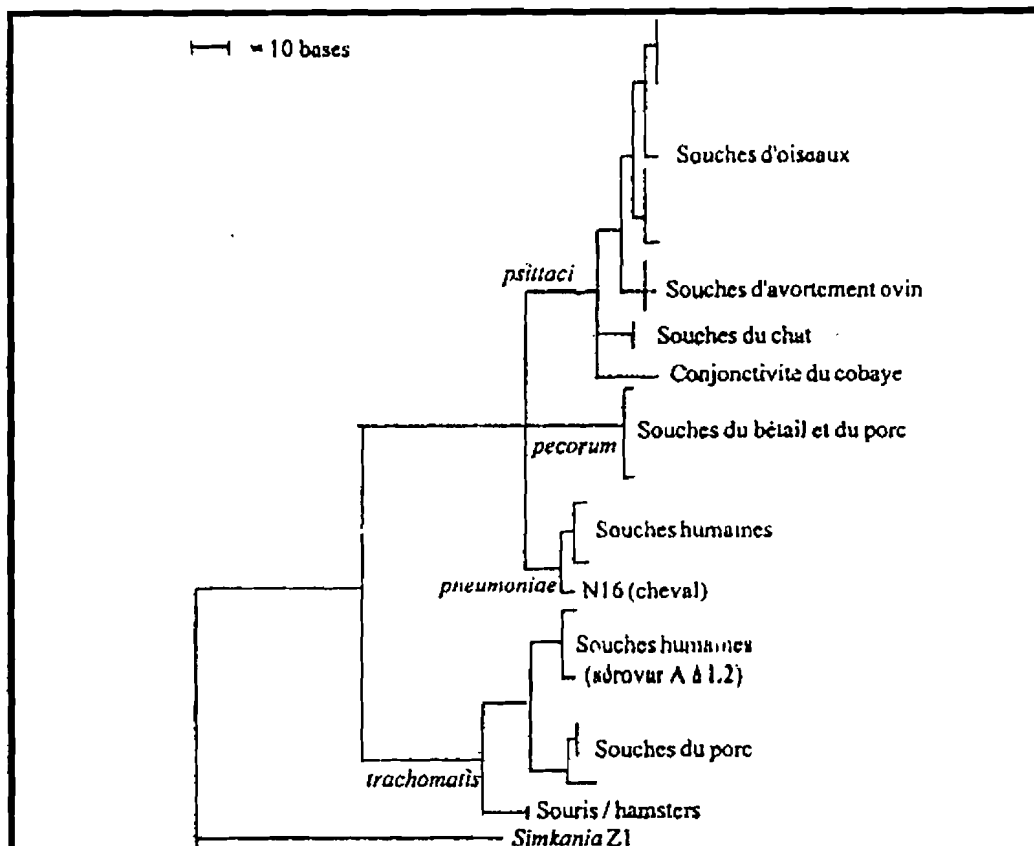 = 10 bases
Souches d'oiseaux
psittaci
Souches d'avortement ovin
Souches du chat
Conjonctivite du cobaye
Souches du bétail et du porc
pecorum
Souches humaines
pneumoniae
N16 (cheval)
Souches humaines
(sérovar A à L2)
Souches du porc
trachomatis
Souris / hamsters
Simkania Z1